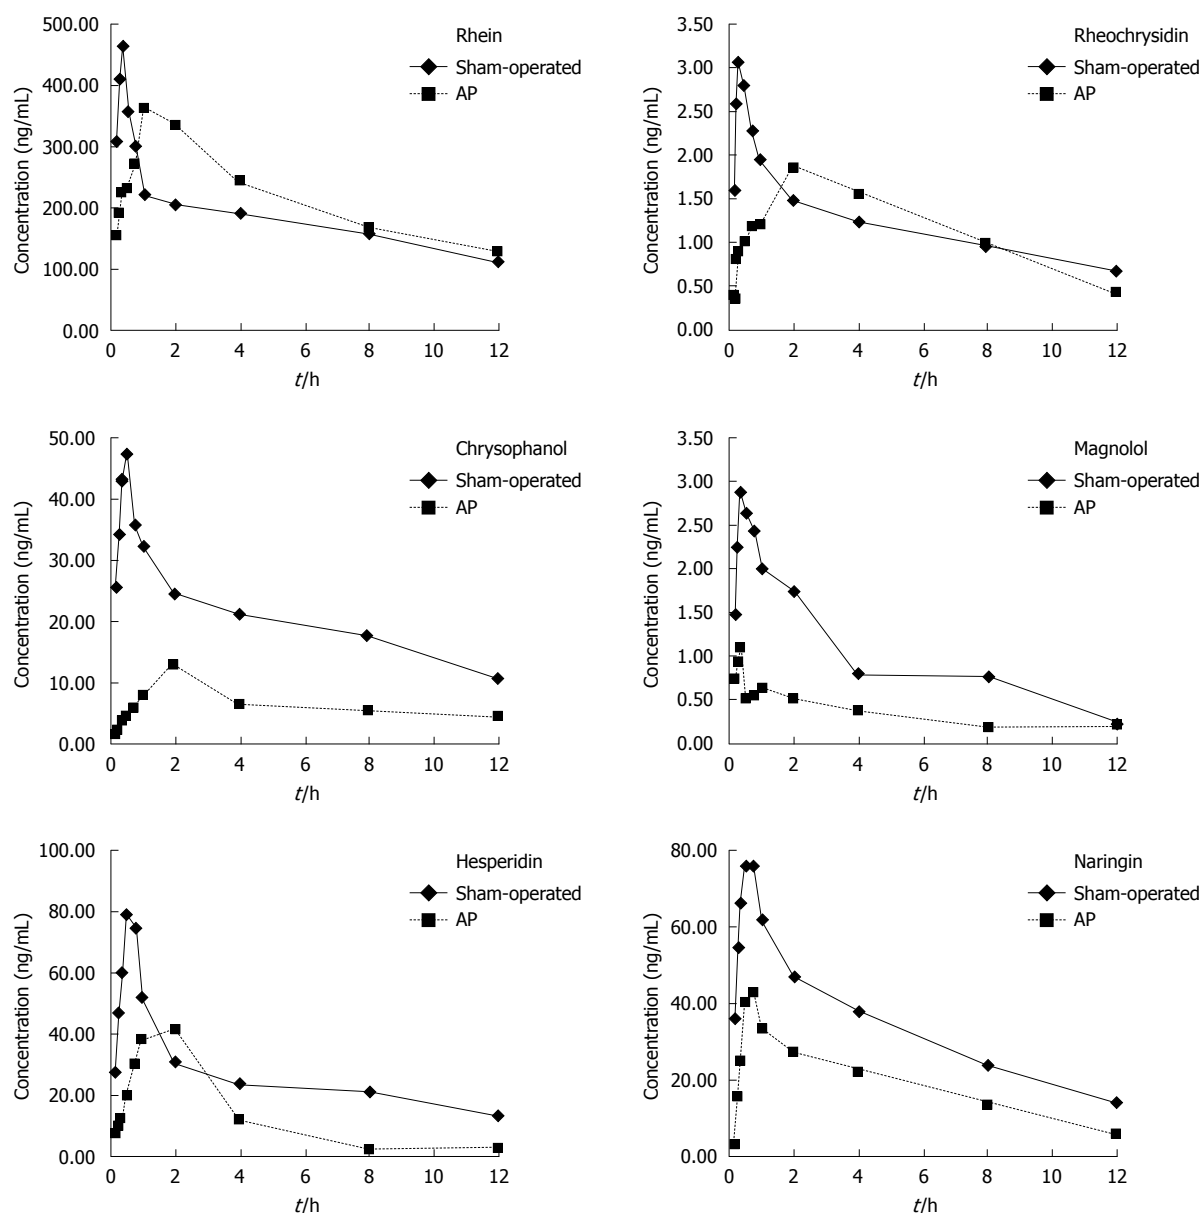 Rhein
Sham-operated
AP
Concentration (ng/mL)
500.00
400.00
300.00
200.00
100.00
0.00
0 2 4 8 10 12
t/h
Rheochrysidin
Sham-operated
AP
Concentration (ng/mL)
3.50
3.00
2.50
2.00
1.50
1.00
0.50
0.00
0 2 4 6 8 10 12
t/h
Chrysophanol
Sham-operated
AP
Concentration (ng/mL)
50.00
40.00
30.00
20.00
10.00
0.00
0 2 4 6 8 10 12
t/h
Magnolol
Sham-operated
AP
Concentration (ng/mL)
3.50
3.00
2.50
2.00
1.50
1.00
0.50
0.00
0 2 4 6 8 10 12
t/h
Hesperidin
Sham-operated
AP
Concentration (ng/mL)
100.00
80.00
60.00
40.00
20.00
0.00
0 2 4 6 8 10 12
t/h
Naringin
Sham-operated
AP
Concentration (ng/mL)
80.00
60.00
40.00
20.00
0.00
0 2 4 6 8 10 12
t/h